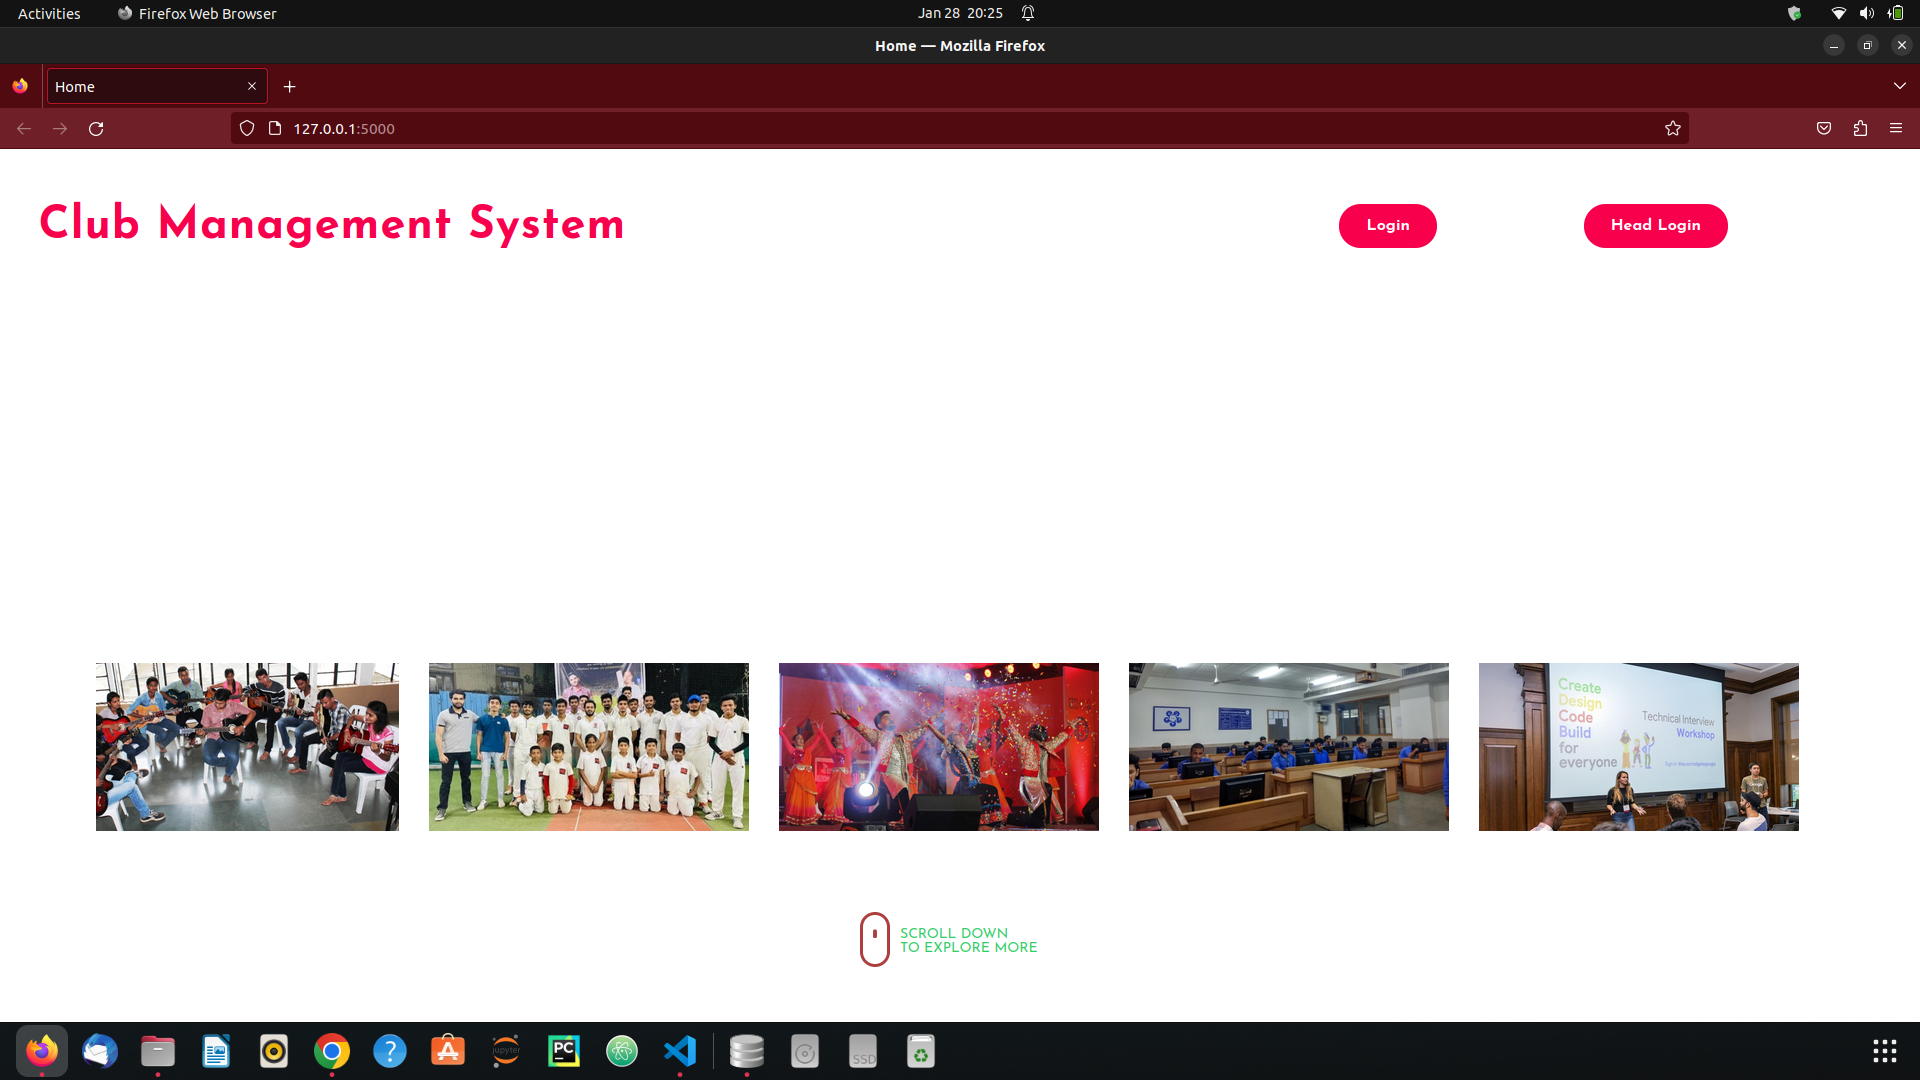 Activities
Firefox Web Browser
Jan 28 20:25
Home — Mozilla Firefox
Home
127.0.0.1:5000
Club Management System
Login
Head Login
Create
Design
Code
Build
for
everyone
Technical Interview
Workshop
SCROLL DOWN
TO EXPLORE MORE
jupyter
PC
SSD